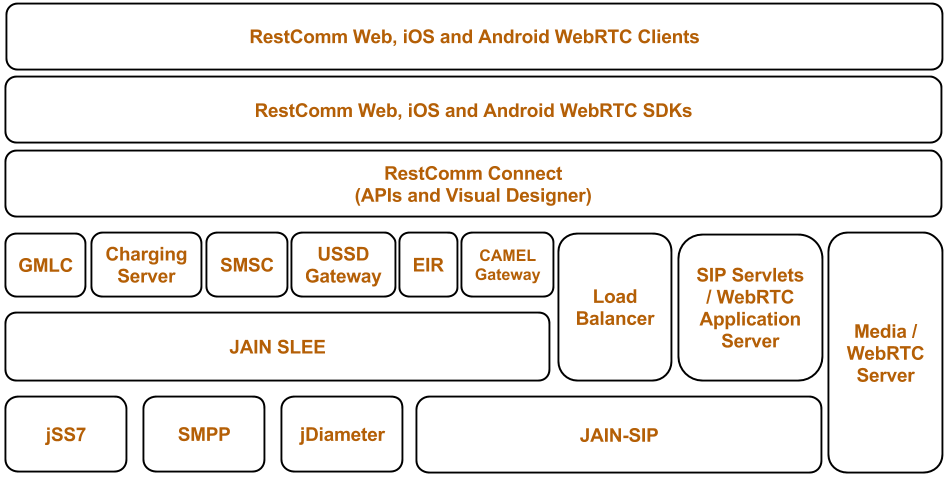 RestComm Web, iOS and Android WebRTC Clients
RestComm Web, iOS and Android WebRTC SDKs
RestComm Connect
(APIs and Visual Designer)
GMLC
Charging
Server
SMSC
USSD
Gateway
EIR
CAMEL
Gateway
Load
Balancer
SIP Servlets
/ WebRTC
Application
Server
Media /
WebRTC
Server
JAIN SLEE
jSS7
SMPP
jDiameter
JAIN-SIP